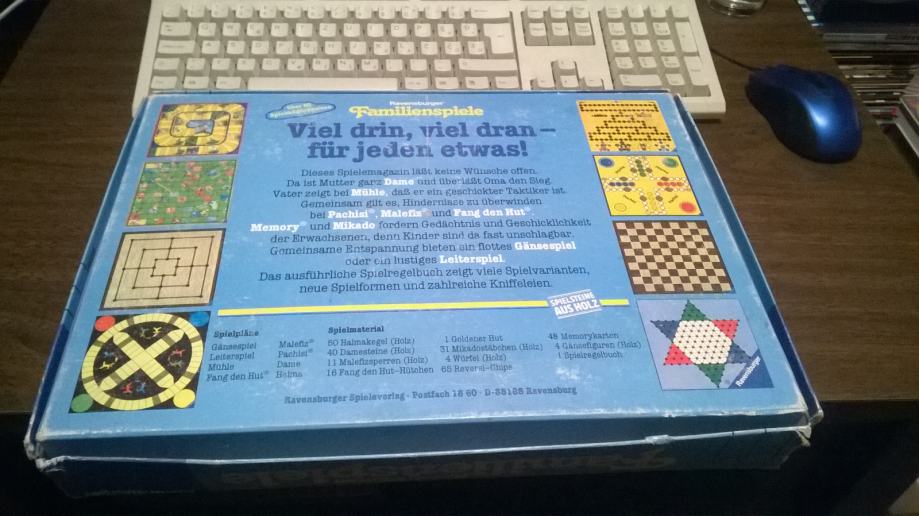 Ravensburger
Familienspiele
Viel drin, viel dran –
für jeden etwas!
Dieses Spielemagazin läßt keine Wünsche offen.
Da ist Mutter ganz Dame und überläßt Oma den Sieg.
Vater zeigt bei Mühle, daß er ein geschickter Taktiker ist.
Gemeinsam gilt es, Hindernisse zu überwinden
bei Pachisi®, Malefiz® und Fang den Hut®.
Memory® und Mikado fordern Gedächtnis und Geschicklichkeit
der Erwachsenen, denn Kinder sind da fast unschlagbar.
Gemeinsame Entspannung bieten ein flottes Gänsespiel
oder ein lustiges Leiterspiel.
Das ausführliche Spielregelbuch zeigt viele Spielvarianten,
neue Spielformen und zahlreiche Kniffeleien.
SPIELSTEINE
AUS HOLZ
Spielpläne
Gänsespiel Malefiz®
Leiterspiel Pachisi®
Mühle Dame
Fang den Hut® Halma
Spielmaterial
50 Halmakegel (Holz)
40 Damesteine (Holz)
11 Malefizsperren (Holz)
16 Fang den Hut-Hütchen
1 Goldener Hut
31 Mikadostäbchen (Holz)
4 Würfel (Holz)
65 Reversi-Chips
48 Memorykarten
4 Gänsefiguren (Holz)
1 Spielregelbuch
Ravensburger Spieleverlag · Postfach 18 60 · D-88188 Ravensburg
Ravensburger